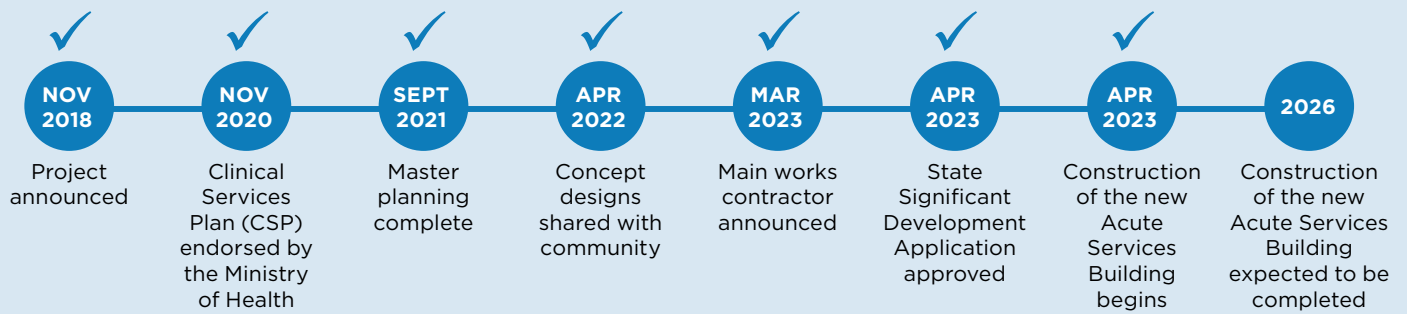 NOV
2018
Project
announced
NOV
2020
Clinical
Services
Plan (CSP)
endorsed by
the Ministry
of Health
SEPT
2021
Master
planning
complete
APR
2022
Concept
designs
shared with
community
MAR
2023
Main works
contractor
announced
APR
2023
State
Significant
Development
Application
approved
APR
2023
Construction
of the new
Acute
Services
Building
begins
2026
Construction
of the new
Acute Services
Building
expected to be
completed